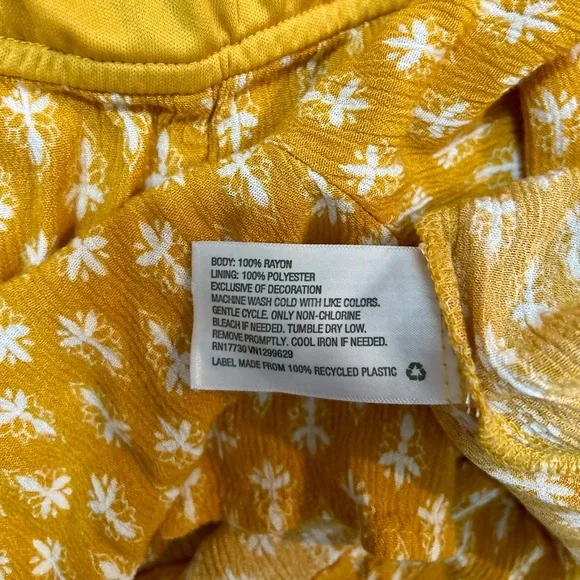 BODY: 100% RAYON
LINING: 100% POLYESTER
EXCLUSIVE OF DECORATION
MACHINE WASH COLD WITH LIKE COLORS.
GENTLE CYCLE. ONLY NON-CHLORINE
BLEACH IF NEEDED. TUMBLE DRY LOW.
REMOVE PROMPTLY. COOL IRON IF NEEDED.
RN17730 VN1299629
LABEL MADE FROM 100% RECYCLED PLASTIC